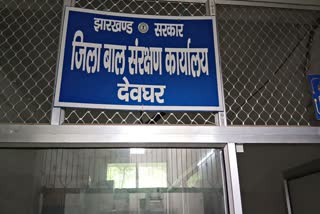 झारखण्ड सरकार
जिला बाल संरक्षण कार्यालय
देवघर